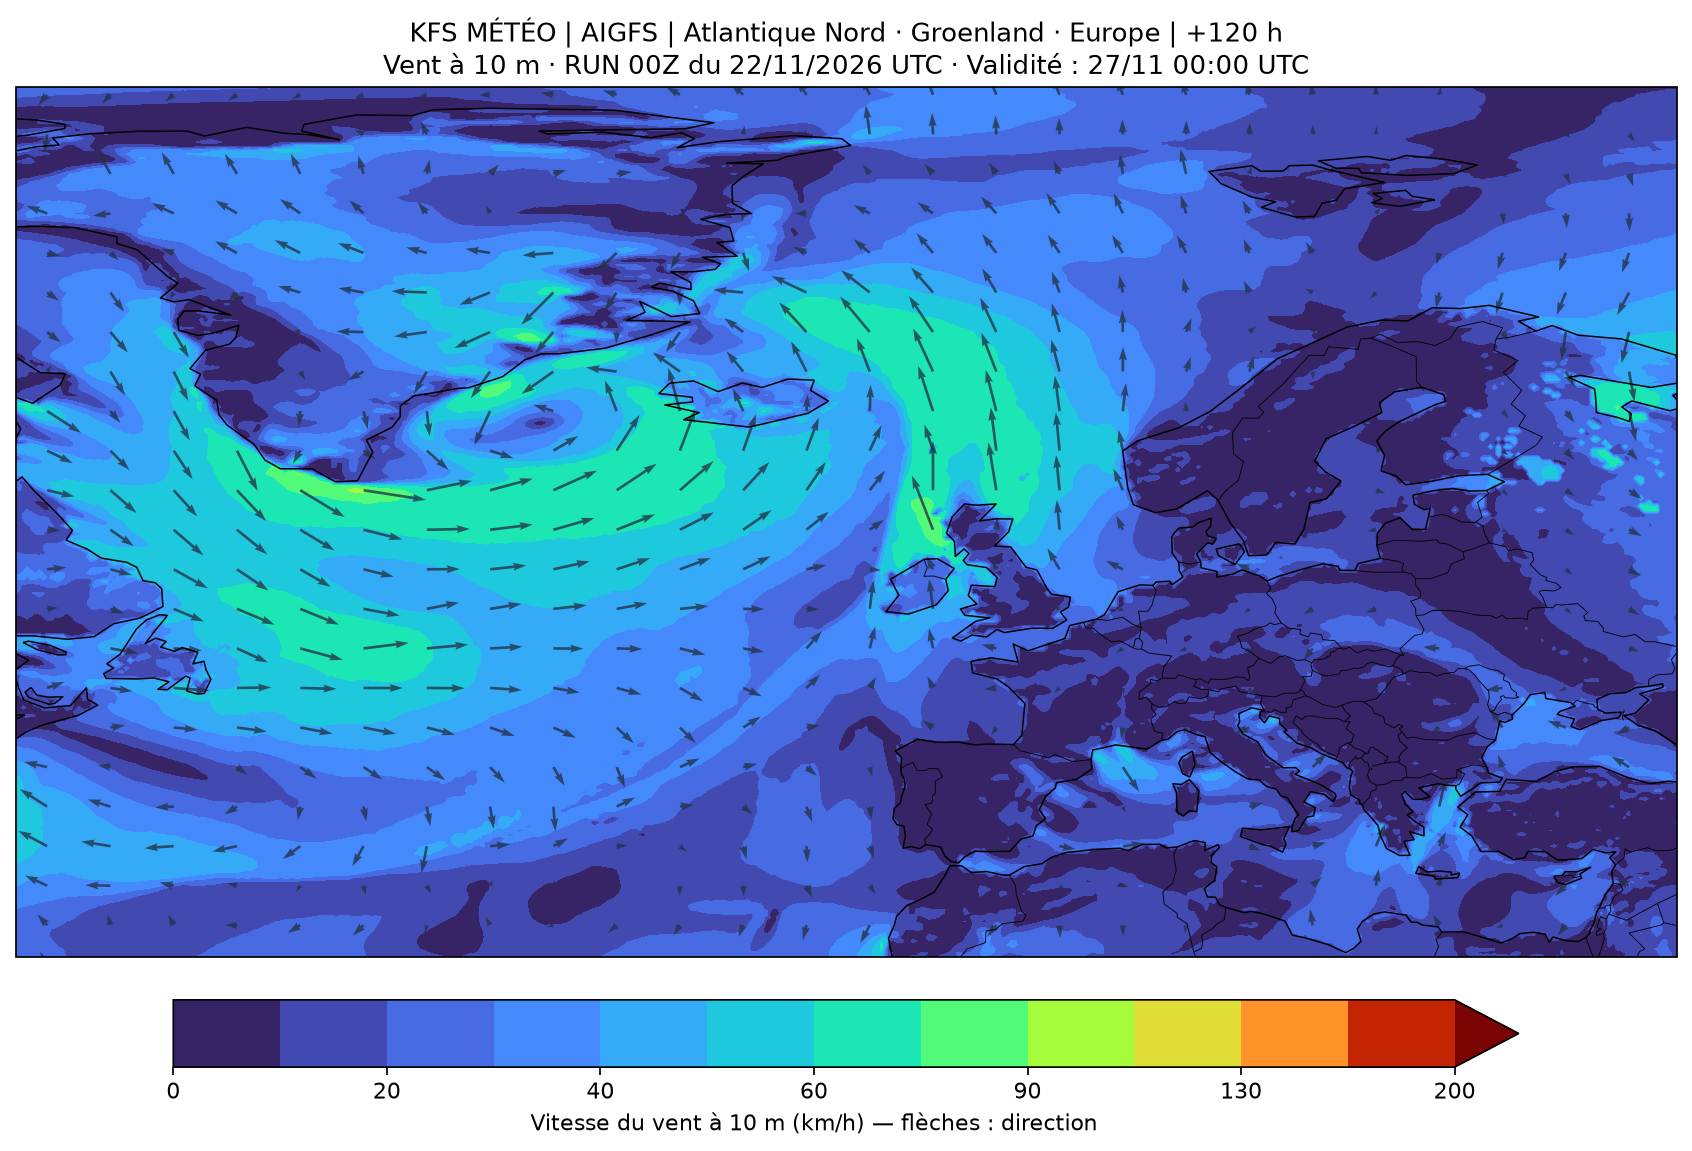 KFS MÉTÉO | AIGFS | Atlantique Nord · Groenland · Europe | +120 h
Vent à 10 m · RUN 00Z du 22/11/2026 UTC · Validité : 27/11 00:00 UTC
0 20 40 60 90 130 200
Vitesse du vent à 10 m (km/h) — flèches : direction